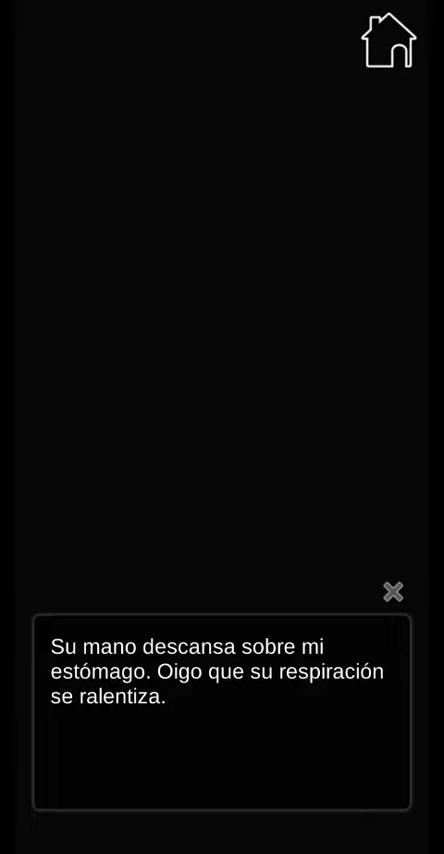 Su mano descansa sobre mi
estómago. Oigo que su respiración
se ralentiza.